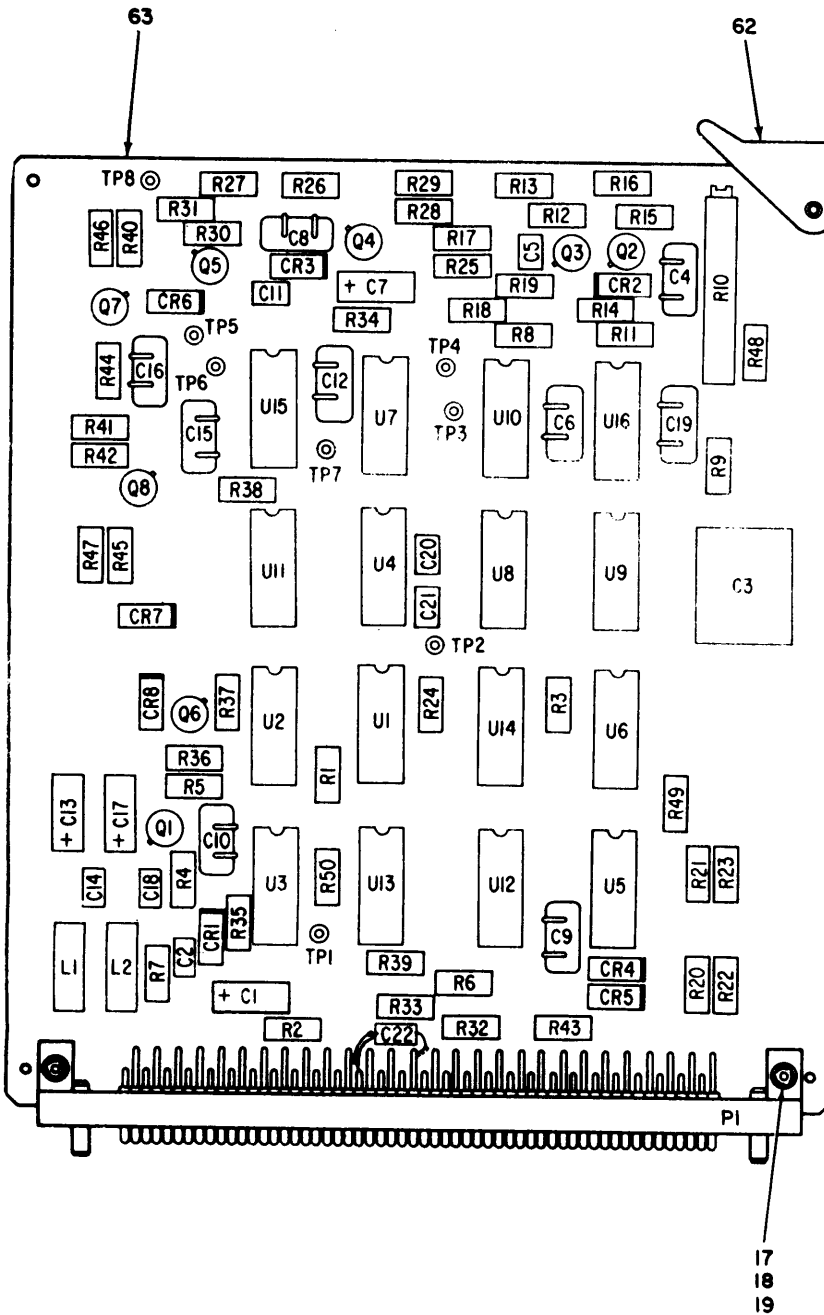 63
62
TP8
R27
R26
R29
R13
R16
R31
R28
R12
R15
R46
R40
R30
C8
Q4
R17
C5
Q3
Q2
C4
R10
Q5
CR3
R25
CR2
Q7
CR6
C11
+ C7
R19
R18
R14
TP5
R34
R8
R11
R48
R44
C16
TP6
C12
TP4
U15
U7
TP3
U10
C6
U16
C19
R41
C15
R42
TP7
R9
Q8
R38
R47
R45
U11
U4
C20
U8
U9
C3
C21
CR7
TP2
CR8
Q6
R37
U2
U1
R24
U14
R3
U6
R36
R5
R1
+ C13
+ C17
R49
Q1
C10
C14
C18
R4
U3
R50
U13
U12
U5
R21
R23
CR1
R35
TP1
C9
L1
L2
R7
C2
R39
CR4
R6
R20
R22
+ C1
R33
CR5
R2
C22
R32
R43
P1
17
18
19